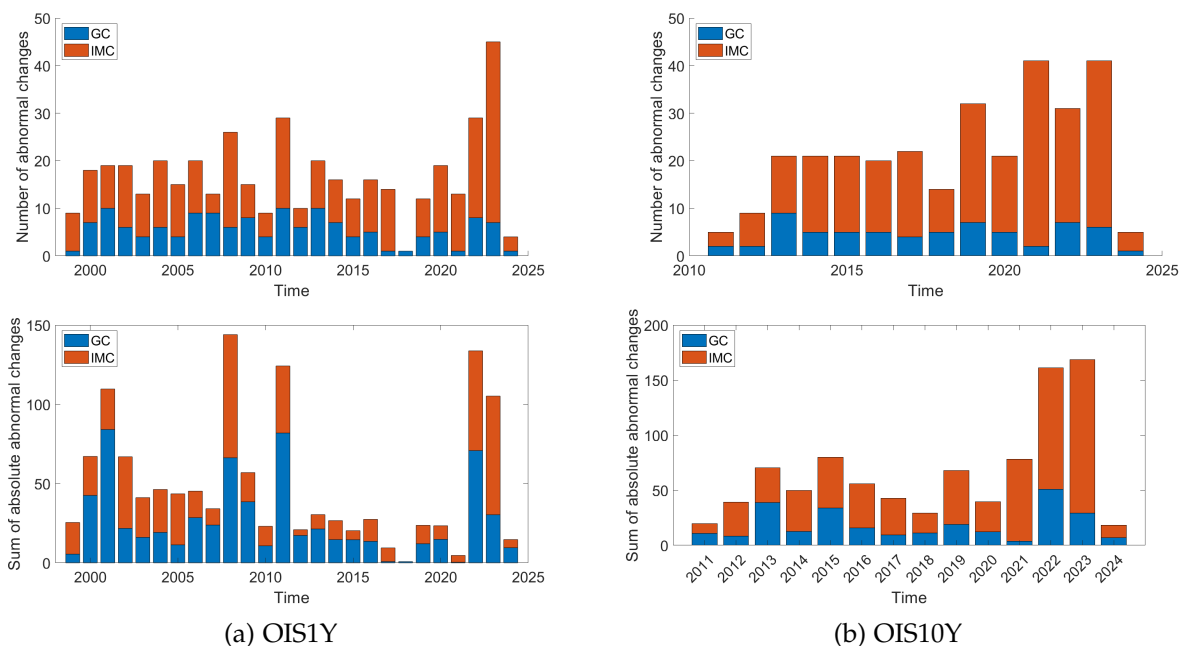 Number of abnormal changes
50
40
30
20
10
0
GC
IMC
2000
2005
2010
2015
2020
2025
Time
Number of abnormal changes
50
40
30
20
10
0
GC
IMC
2010
2015
2020
2025
Time
Sum of absolute abnormal changes
150
100
50
0
GC
IMC
2000
2005
2010
2015
2020
2025
Time
(a) OIS1Y
Sum of absolute abnormal changes
200
150
100
50
0
GC
IMC
2011
2012
2013
2014
2015
2016
2017
2018
2019
2020
2021
2022
2023
2024
Time
(b) OIS10Y